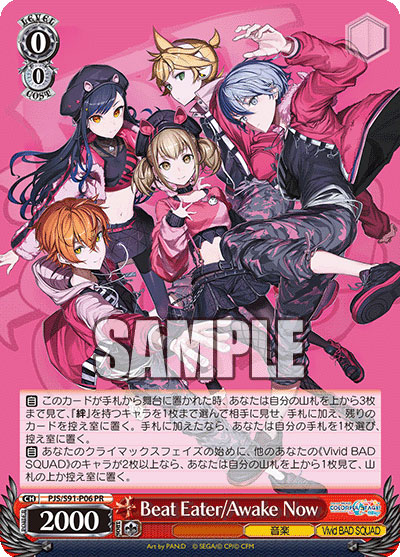 LEVEL
0
0
COST
SAMPLE
自 このカードが手札から舞台に置かれた時、あなたは自分の山札を上から3枚
まで見て、「絆」を持つキャラを1枚まで選んで相手に見せ、手札に加え、残りの
カードを控え室に置く。手札に加えたなら、あなたは自分の手札を1枚選び、
控え室に置く。
自 あなたのクライマックスフェイズの始めに、他のあなたの《Vivid BAD
SQUAD》のキャラが2枚以上なら、あなたは自分の山札を上から1枚見て、山
札の上か控え室に置く。
CH PJS/S91-P06 PR
Beat Eater/Awake Now
COLORFUL STAGE!
POWER
2000
音楽
Vivid BAD SQUAD
Art by PAN:D © SEGA/© CP/© CFM